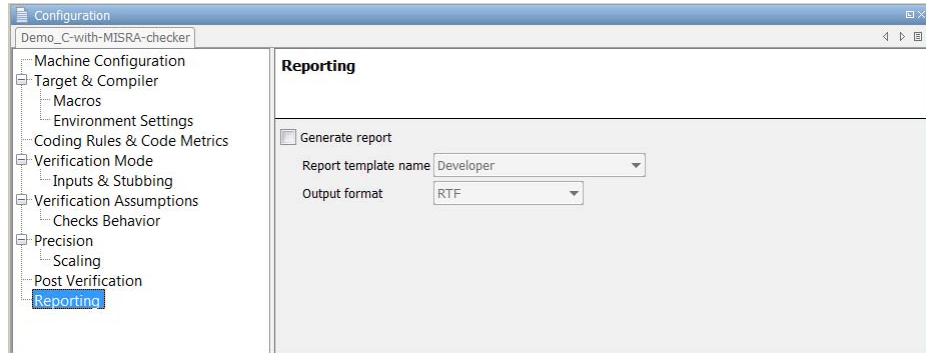 Configuration
Demo_C-with-MISRA-checker
Machine Configuration
Target & Compiler
Macros
Environment Settings
Coding Rules & Code Metrics
Verification Mode
Inputs & Stubbing
Verification Assumptions
Checks Behavior
Precision
Scaling
Post Verification
Reporting
Reporting
Generate report
Report template name Developer
Output format RTF